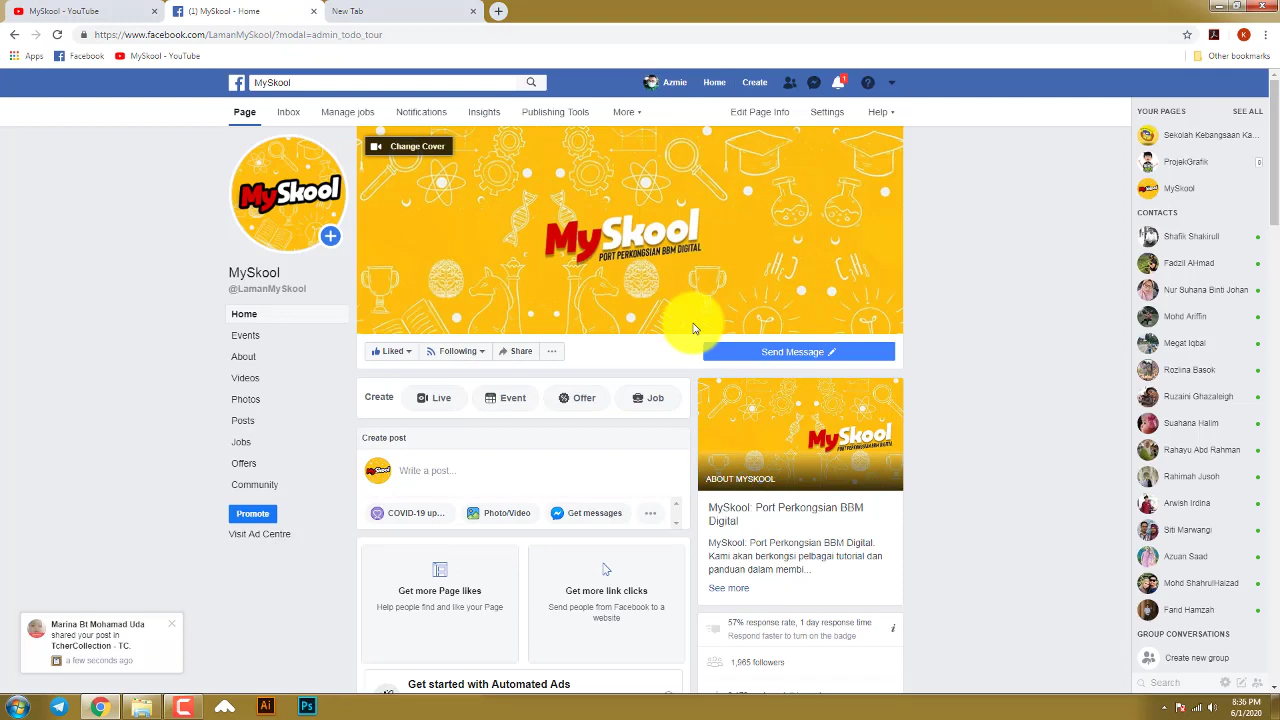 MySkool - YouTube
(1) MySkool - Home
New Tab
https://www.facebook.com/LamanMySkool/?modal=admin_todo_tour
K
Apps
Facebook
MySkool - YouTube
Other bookmarks
MySkool
Azmie
Home
Create
1
Page
Inbox
Manage jobs
Notifications
Insights
Publishing Tools
More
Edit Page Info
Settings
Help
Change Cover
MySkool
MySkool
PORT PERKONGSIAN BBM DIGITAL
MySkool
@LamanMySkool
Home
Events
About
Videos
Photos
Posts
Jobs
Offers
Community
Promote
Visit Ad Centre
Liked
Following
Share
Send Message
Create
Live
Event
Offer
Job
Create post
MySkool
Write a post...
COVID-19 up...
Photo/Video
Get messages
Get more Page likes
Help people find and like your Page
Get more link clicks
Send people from Facebook to a
website
Get started with Automated Ads
MySkool
ABOUT MYSKOOL
MySkool: Port Perkongsian BBM
Digital
MySkool: Port Perkongsian BBM Digital.
Kami akan berkongsi pelbagai tutorial dan
panduan dalam membi...
See more
57% response rate, 1 day response time
Respond faster to turn on the badge
1,965 followers
YOUR PAGES
SEE ALL
Sekolah Kebangsaan Ka...
ProjekGrafik
MySkool
CONTACTS
Shafik Shakirull
Fadzil AHmad
Nur Suhana Binti Johan
Mohd Ariffin
Megat Iqbal
Rozlina Basok
Ruzaini Ghazaleigh
Suahana Halim
Rahayu Abd Rahman
Rahimah Jusoh
Arwish Irdina
Siti Marwangi
Azuan Saad
Mohd ShahrulHaizad
Farid Hamzah
GROUP CONVERSATIONS
Create new group
Search
Marina Bt Mohamad Uda
shared your post in
TcherCollection - TC.
a few seconds ago
Ai
Ps
8:36 PM
6/1/2020